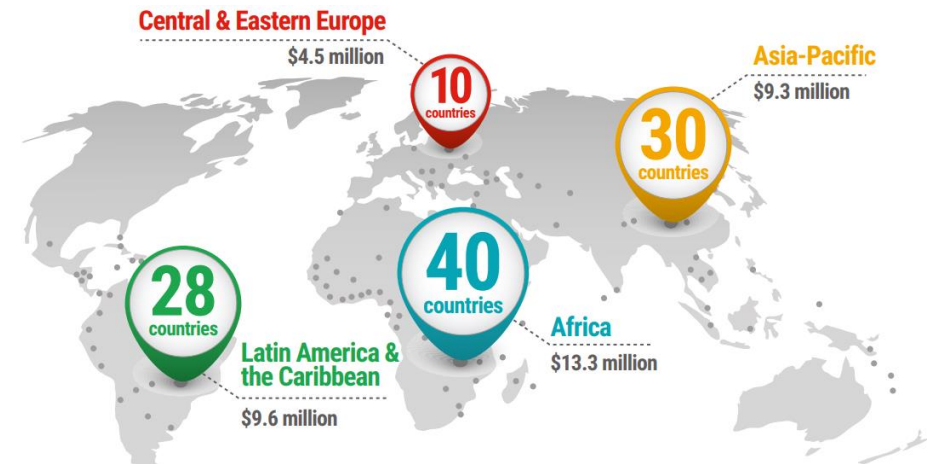 Central & Eastern Europe
$4.5 million
10
countries
Asia-Pacific
$9.3 million
30
countries
40
countries
Africa
$13.3 million
28
countries
Latin America &
the Caribbean
$9.6 million